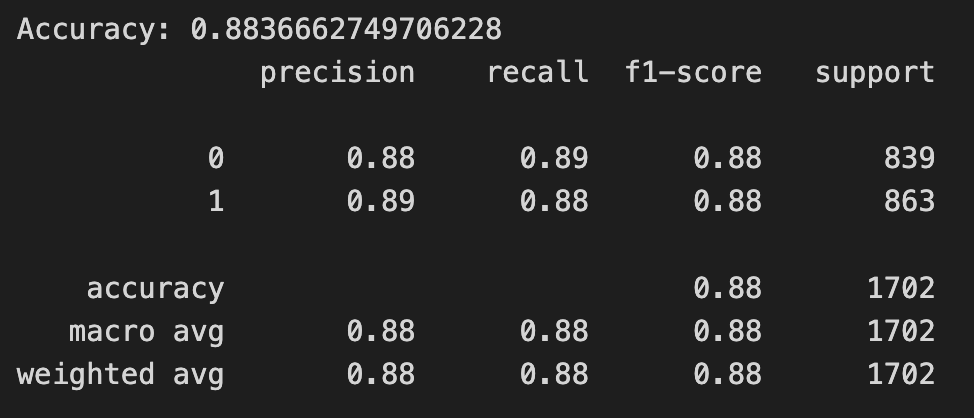 Accuracy: 0.8836662749706228
precision recall f1-score support
0 0.88 0.89 0.88 839
1 0.89 0.88 0.88 863
accuracy 0.88 1702
macro avg 0.88 0.88 0.88 1702
weighted avg 0.88 0.88 0.88 1702